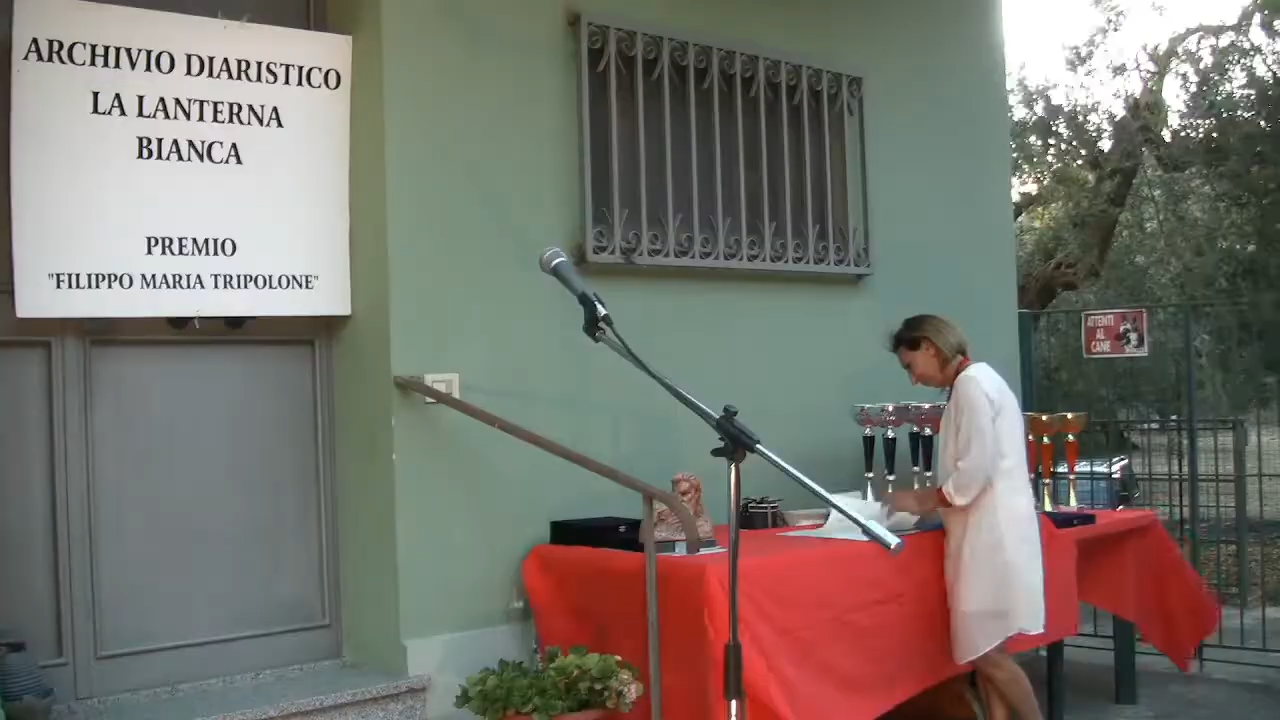 ARCHIVIO DIARISTICO
LA LANTERNA
BIANCA
PREMIO
"FILIPPO MARIA TRIPOLONE"
ATTENTI
AL
CANE